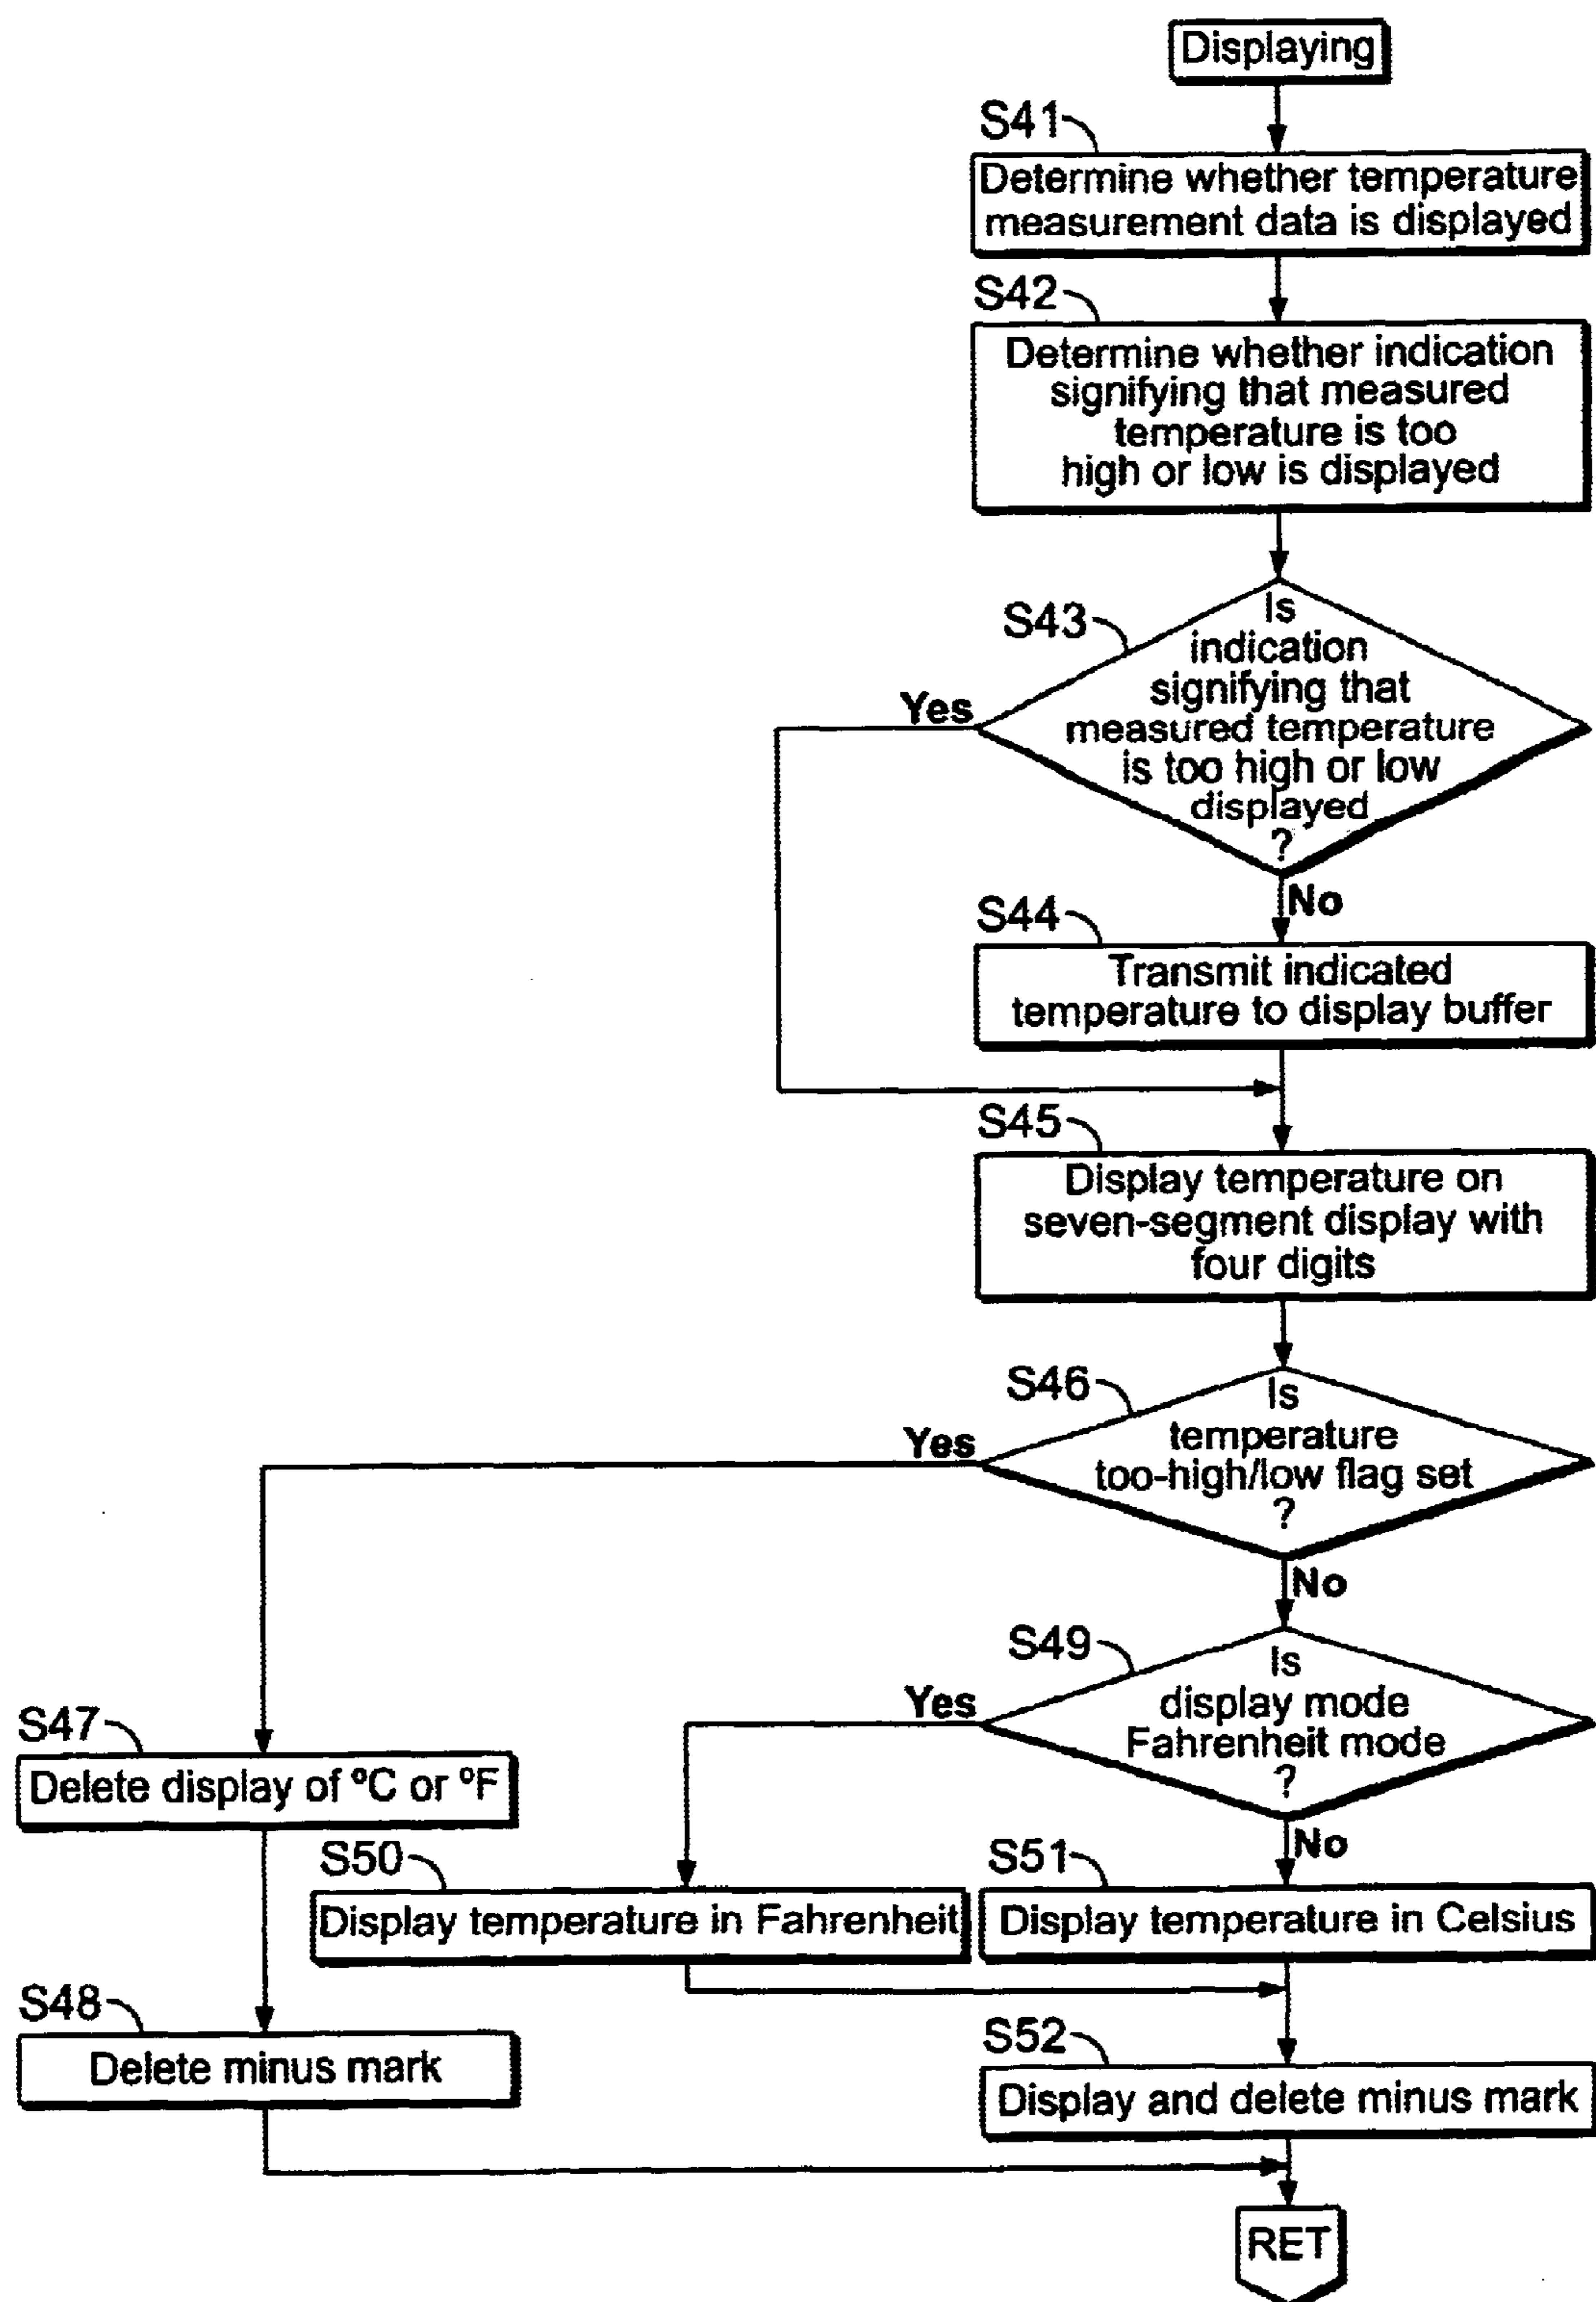 Displaying
S41
Determine whether temperature
measurement data is displayed
S42
Determine whether indication
signifying that measured
temperature is too
high or low is displayed
S43
Is
indication
signifying that
measured temperature
is too high or low
displayed
?
Yes
No
S44
Transmit indicated
temperature to display buffer
S45
Display temperature on
seven-segment display with
four digits
S46
Is
temperature
too-high/low flag set
?
Yes
No
S49
Is
display mode
Fahrenheit mode
?
Yes
No
S47
Delete display of ºC or ºF
S50
Display temperature in Fahrenheit
S51
Display temperature in Celsius
S48
Delete minus mark
S52
Display and delete minus mark
RET